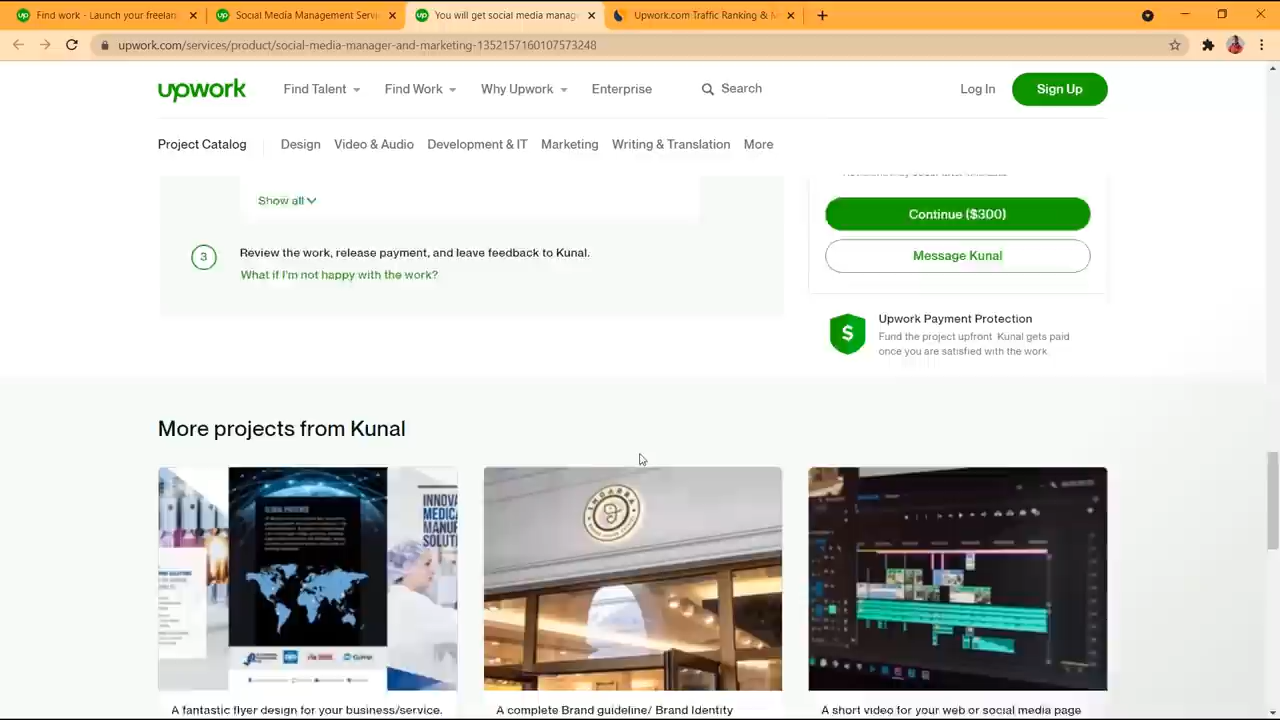 Find work - Launch your freelan
Social Media Management Servi
You will get social media manag
Upwork.com Traffic Ranking & M
upwork.com/services/product/social-media-manager-and-marketing-1352157160107573248
upwork
Find Talent
Find Work
Why Upwork
Enterprise
Search
Log In
Sign Up
Project Catalog
Design
Video & Audio
Development & IT
Marketing
Writing & Translation
More
Show all
Continue ($300)
3
Review the work, release payment, and leave feedback to Kunal.
What if I'm not happy with the work?
Message Kunal
$
Upwork Payment Protection
Fund the project upfront. Kunal gets paid
once you are satisfied with the work.
More projects from Kunal
GLOBAL PRESENCE
INNOVA
MEDICA
MANUF
SOLUT
A fantastic flyer design for your business/service.
A complete Brand guideline/ Brand Identity
A short video for your web or social media page